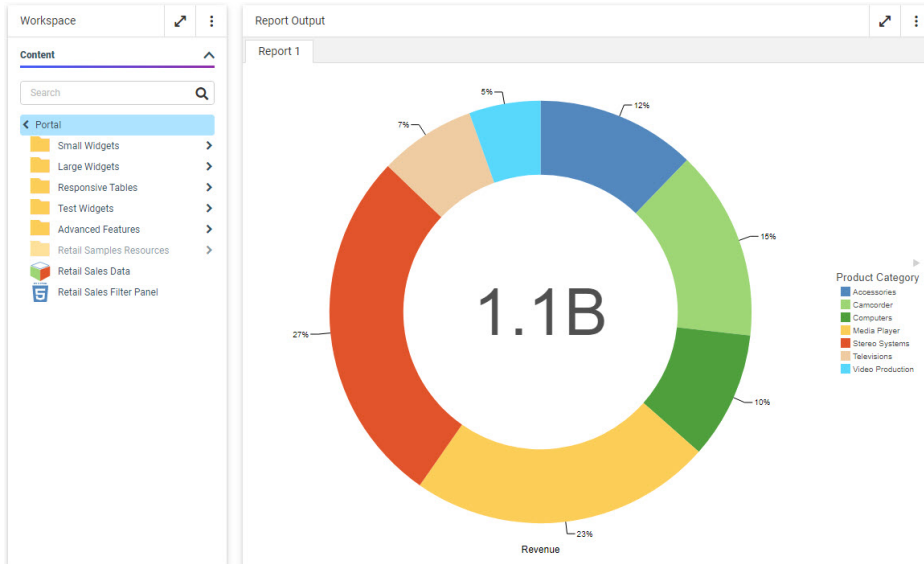 Workspace
Content
Search
Portal
Small Widgets
Large Widgets
Responsive Tables
Test Widgets
Advanced Features
Retail Samples Resources
Retail Sales Data
Retail Sales Filter Panel
Report Output
Report 1
5%
12%
7%
15%
27%
1.1B
10%
23%
Revenue
Product Category
Accessories
Camcorder
Computers
Media Player
Stereo Systems
Televisions
Video Production